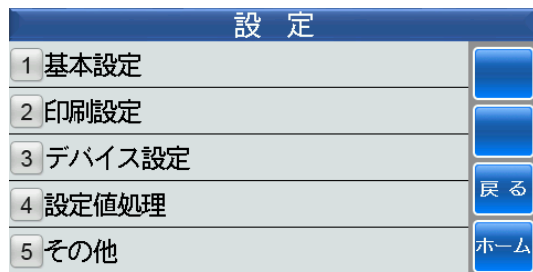 設 定
1 基本設定
2 印刷設定
3 デバイス設定
4 設定値処理
5 その他
戻 る
ホーム